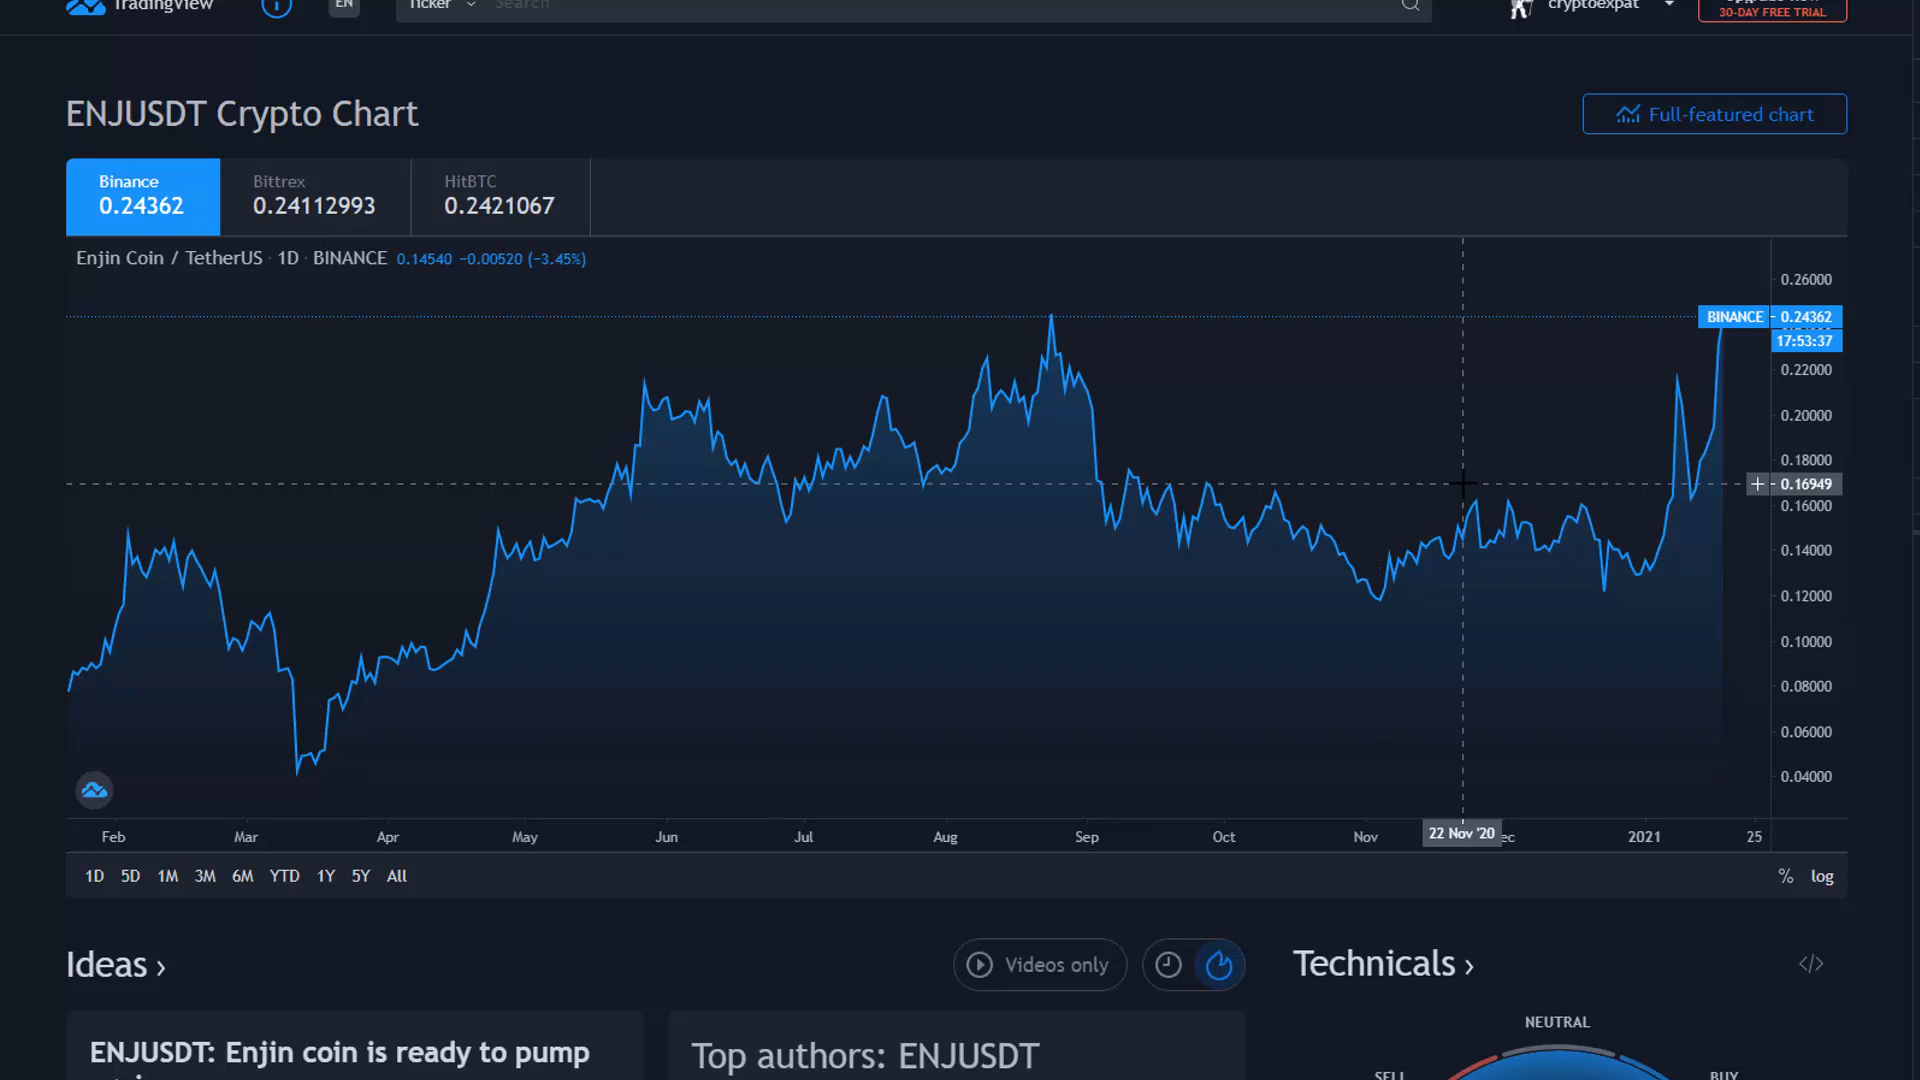 TradingView
EN
Ticker
Search
cryptoexpat
30-DAY FREE TRIAL
ENJUSDT Crypto Chart
Full-featured chart
Binance
0.24362
Bittrex
0.24112993
HitBTC
0.2421067
Enjin Coin / TetherUS · 1D · BINANCE 0.14540 −0.00520 (−3.45%)
0.26000
BINANCE 0.24362
17:53:37
0.22000
0.20000
0.18000
0.16949
0.16000
0.14000
0.12000
0.10000
0.08000
0.06000
0.04000
Feb Mar Apr May Jun Jul Aug Sep Oct Nov 22 Nov '20 ec 2021 25
1D 5D 1M 3M 6M YTD 1Y 5Y All % log
Ideas ›
Videos only
Technicals ›
</>
NEUTRAL
SELL
BUY
ENJUSDT: Enjin coin is ready to pump
Top authors: ENJUSDT